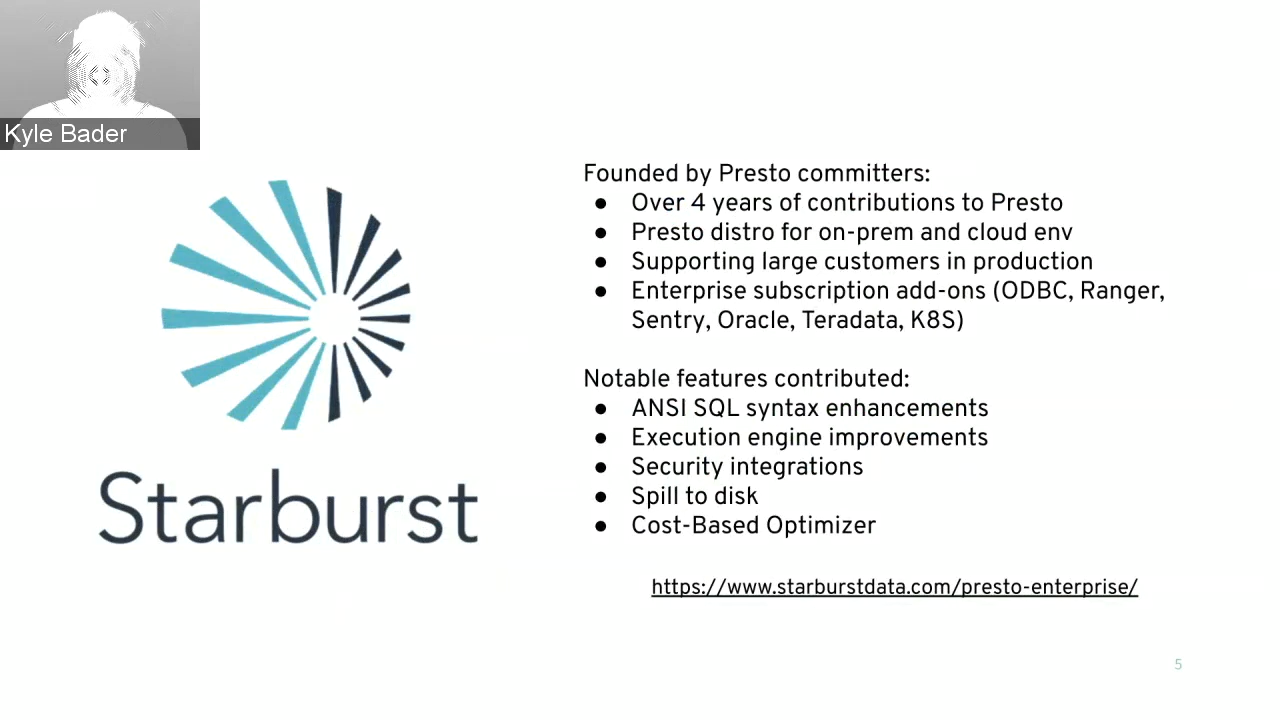 Kyle Bader
Starburst
Founded by Presto committers:
● Over 4 years of contributions to Presto
● Presto distro for on-prem and cloud env
● Supporting large customers in production
● Enterprise subscription add-ons (ODBC, Ranger,
Sentry, Oracle, Teradata, K8S)
Notable features contributed:
● ANSI SQL syntax enhancements
● Execution engine improvements
● Security integrations
● Spill to disk
● Cost-Based Optimizer
https://www.starburstdata.com/presto-enterprise/
5